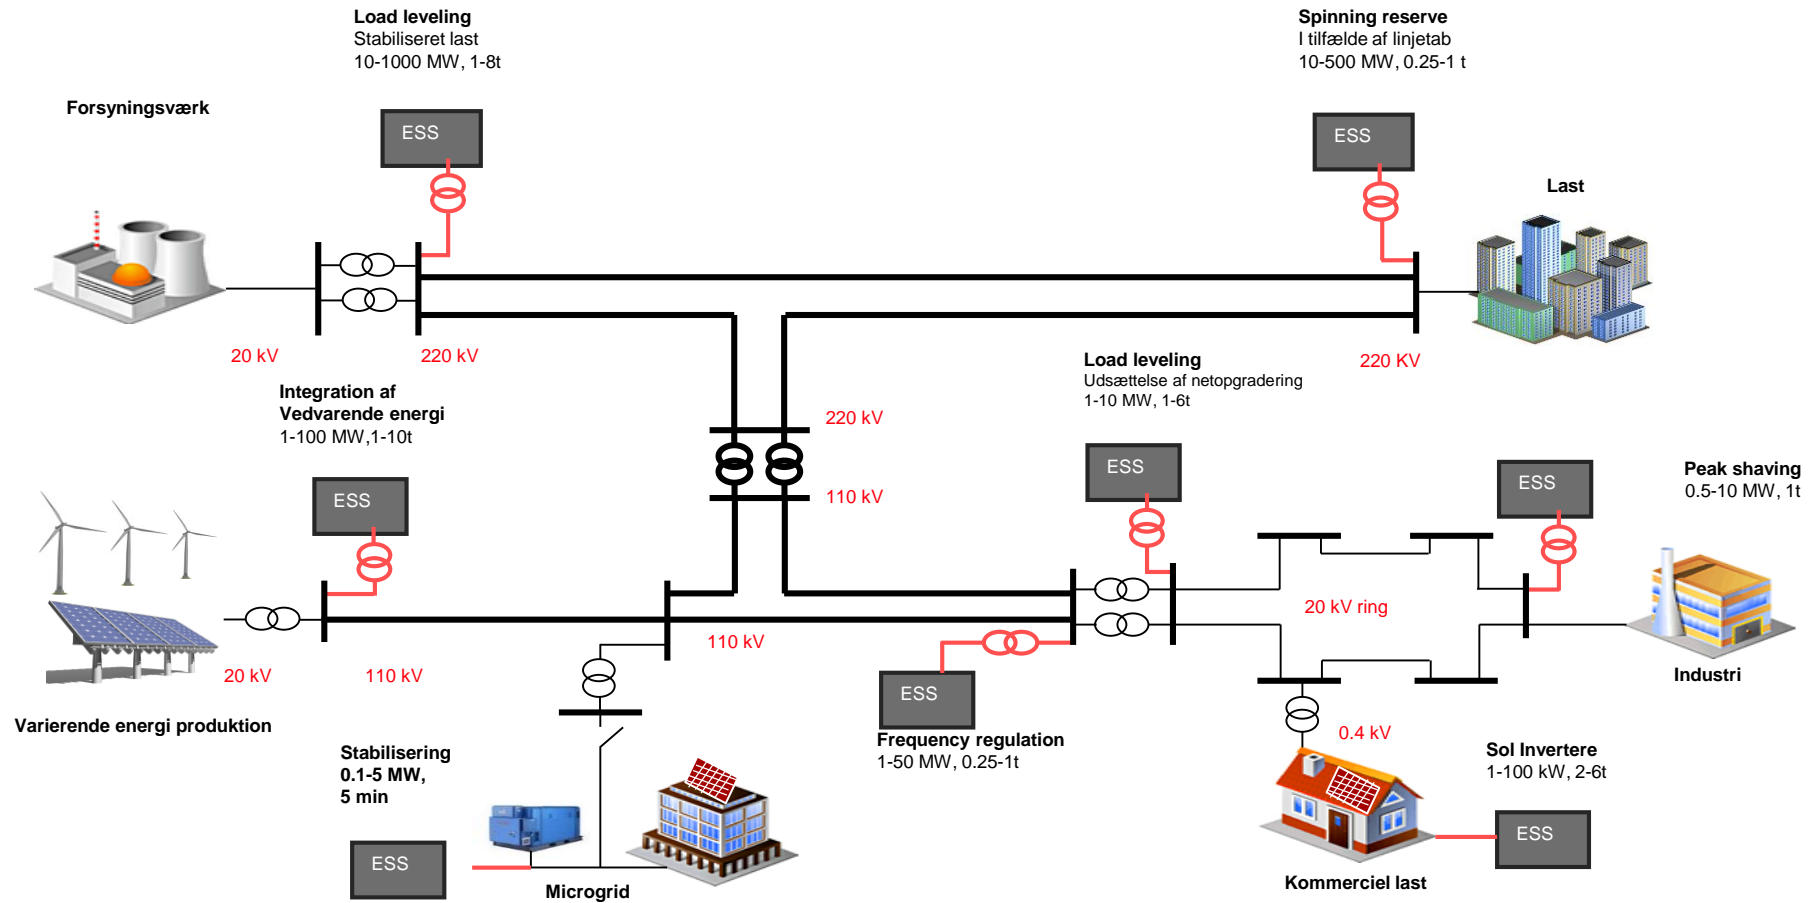 Load leveling
Stabiliseret last
10-1000 MW, 1-8t
Spinning reserve
I tilfælde af linjetab
10-500 MW, 0.25-1 t
Forsyningsværk
ESS
ESS
Last
20 kV
220 kV
220 KV
Load leveling
Udsættelse af netopgradering
1-10 MW, 1-6t
Integration af
Vedvarende energi
1-100 MW,1-10t
220 kV
110 kV
ESS
ESS
ESS
Peak shaving
0.5-10 MW, 1t
20 kV ring
110 kV
20 kV
110 kV
Industri
ESS
Varierende energi produktion
Frequency regulation
1-50 MW, 0.25-1t
0.4 kV
Stabilisering
0.1-5 MW,
5 min
Sol Invertere
1-100 kW, 2-6t
ESS
ESS
Microgrid
Kommerciel last